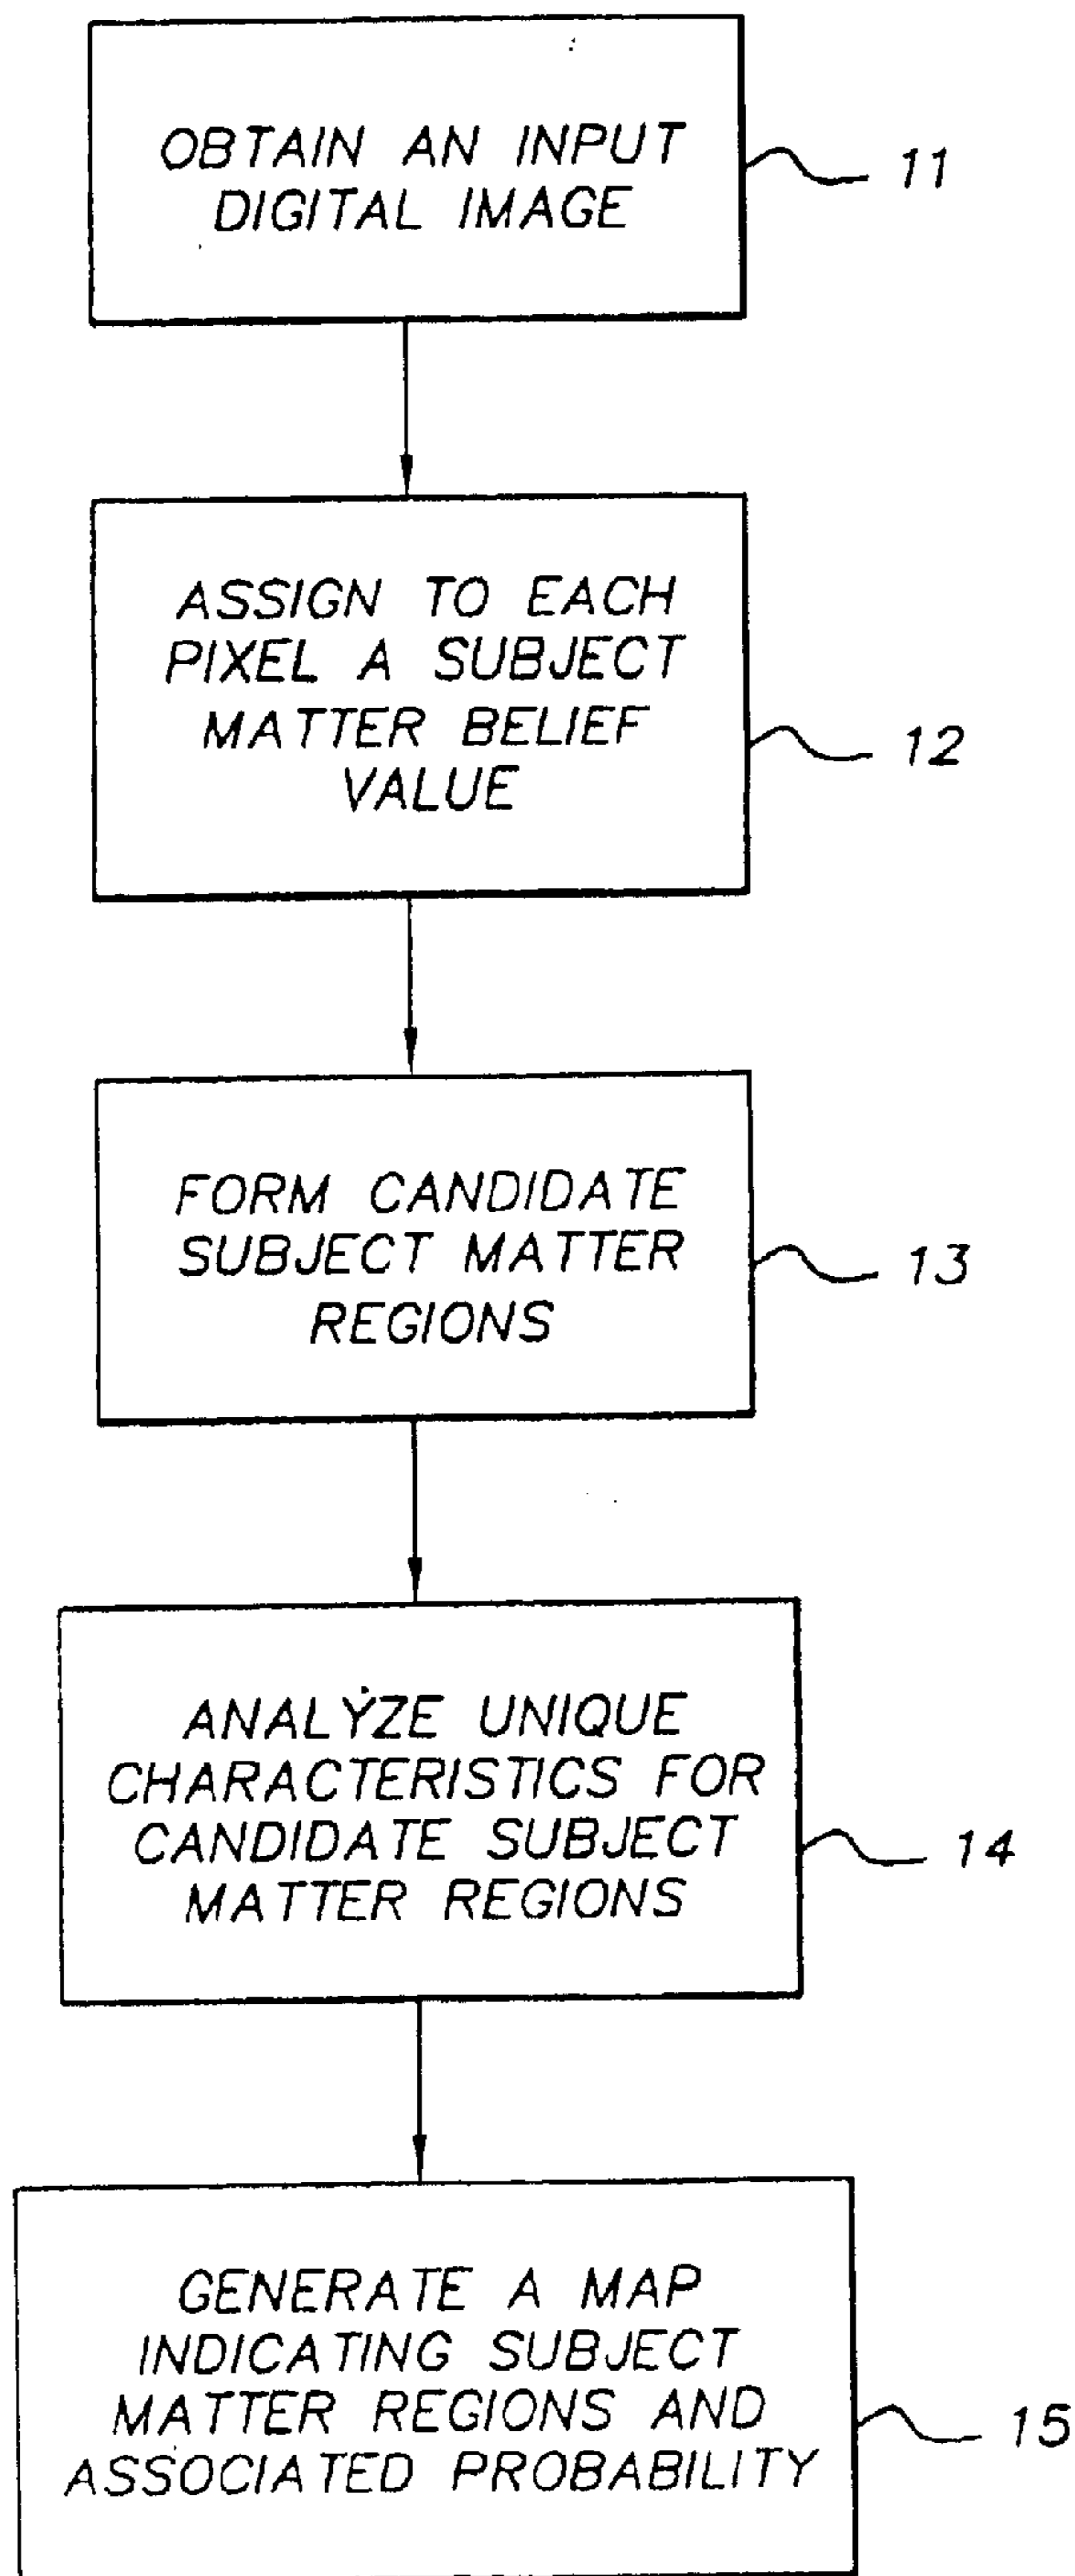 OBTAIN AN INPUT
DIGITAL IMAGE
11
ASSIGN TO EACH
PIXEL A SUBJECT
MATTER BELIEF
VALUE
12
FORM CANDIDATE
SUBJECT MATTER
REGIONS
13
ANALYZE UNIQUE
CHARACTERISTICS FOR
CANDIDATE SUBJECT
MATTER REGIONS
14
GENERATE A MAP
INDICATING SUBJECT
MATTER REGIONS AND
ASSOCIATED PROBABILITY
15